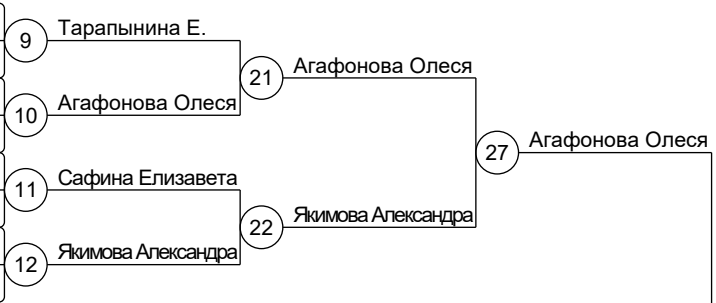 9 Тарапынина Е.
21 Агафонова Олеся
10 Агафонова Олеся
27 Агафонова Олеся
11 Сафина Елизавета
22 Якимова Александра
12 Якимова Александра